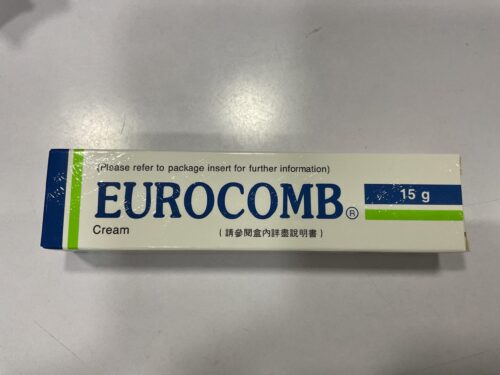 (Please refer to package insert for further information)
EUROCOMB®
15 g
Cream
(請參閱盒內詳盡說明書)